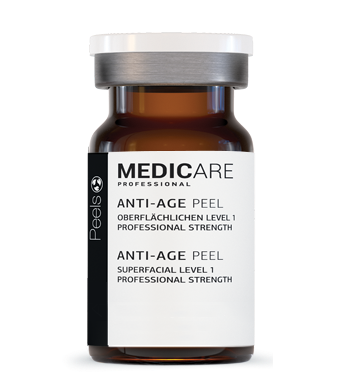 Peels
MEDICARE
PROFESSIONAL
ANTI-AGE PEEL
OBERFLÄCHLICHEN LEVEL 1
PROFESSIONAL STRENGTH
ANTI-AGE PEEL
SUPERFACIAL LEVEL 1
PROFESSIONAL STRENGTH